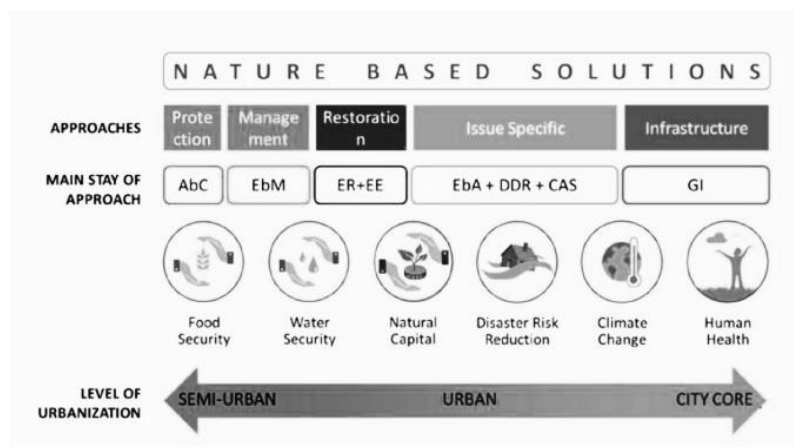 NATURE BASED SOLUTIONS
APPROACHES
Prote
ction
Manage
ment
Restoratio
n
Issue Specific
Infrastructure
MAIN STAY OF
APPROACH
AbC
EbM
ER+EE
EbA + DDR + CAS
GI
Food
Security
Water
Security
Natural
Capital
Disaster Risk
Reduction
Climate
Change
Human
Health
LEVEL OF
URBANIZATION
SEMI-URBAN
URBAN
CITY CORE